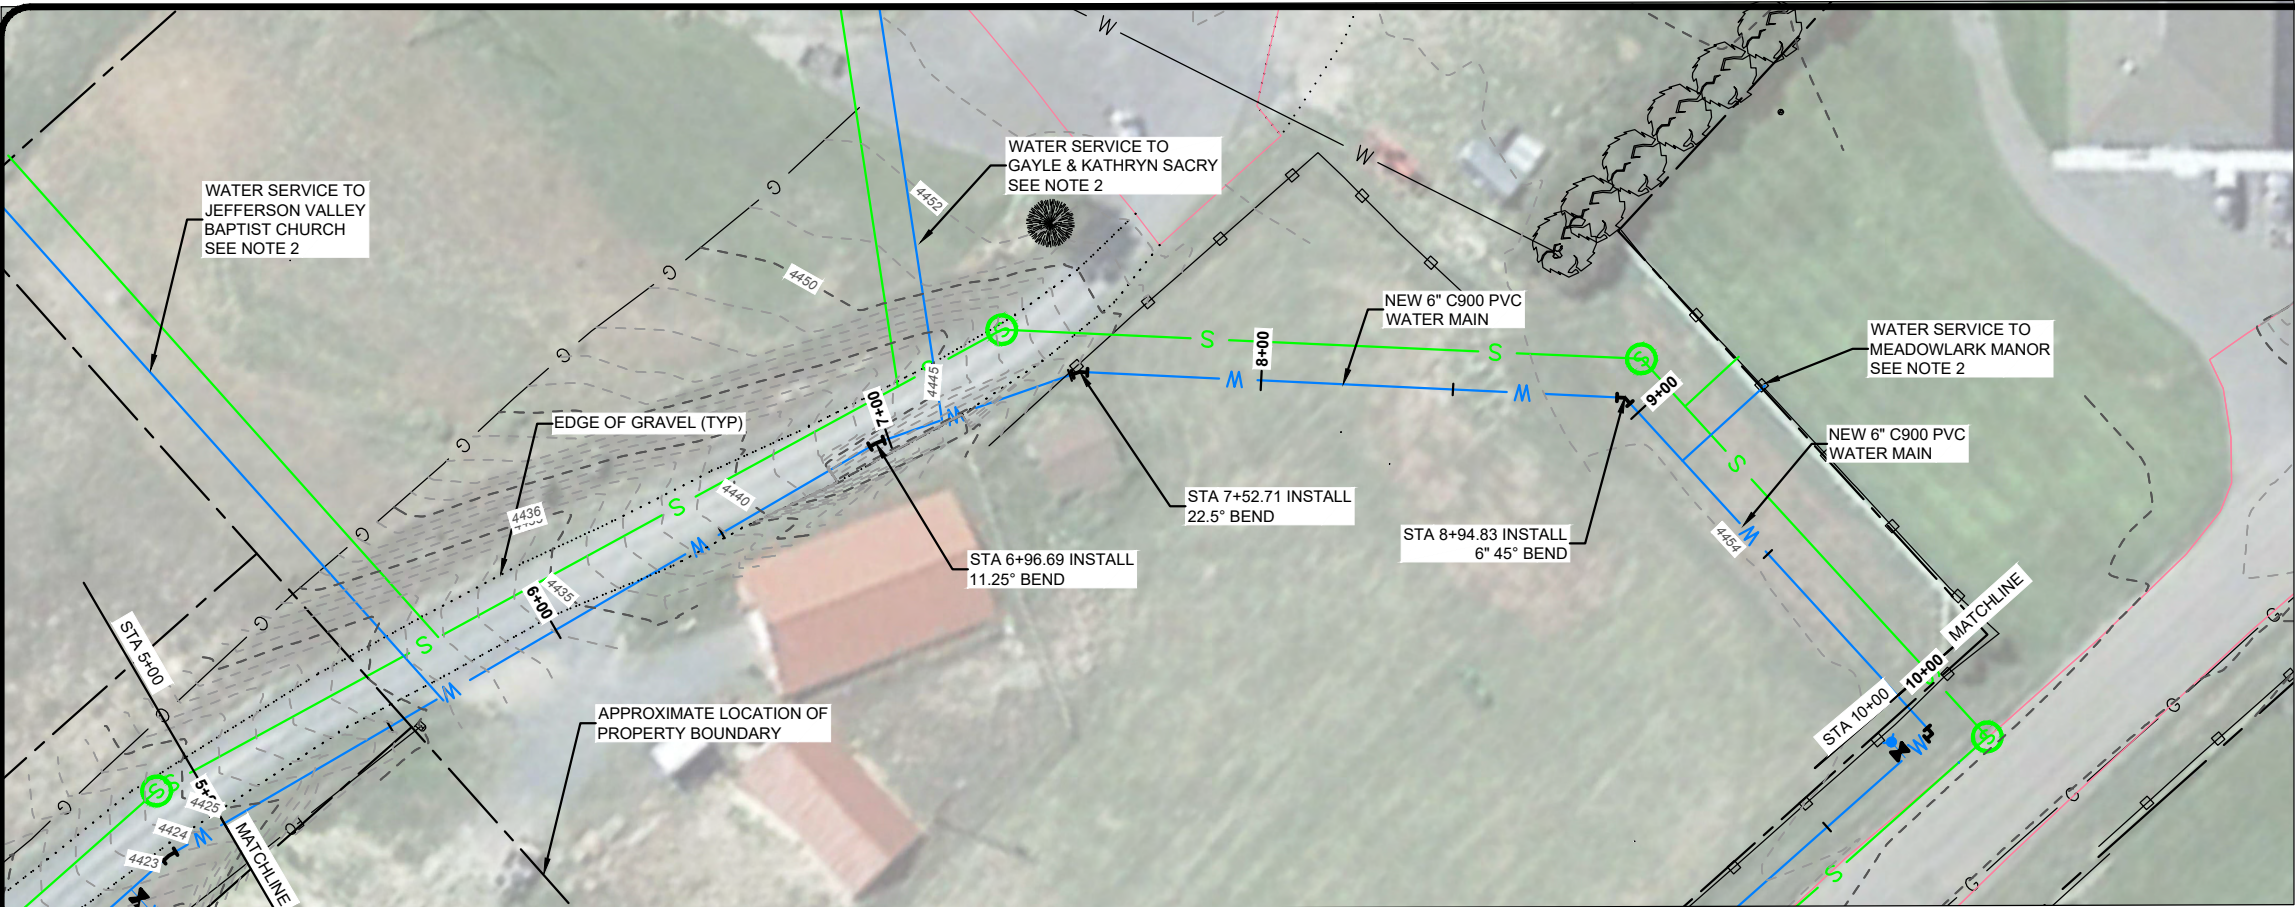 WATER SERVICE TO
JEFFERSON VALLEY
BAPTIST CHURCH
SEE NOTE 2
WATER SERVICE TO
GAYLE & KATHRYN SACRY
SEE NOTE 2
NEW 6" C900 PVC
WATER MAIN
WATER SERVICE TO
MEADOWLARK MANOR
SEE NOTE 2
NEW 6" C900 PVC
WATER MAIN
EDGE OF GRAVEL (TYP)
STA 7+52.71 INSTALL
22.5° BEND
STA 8+94.83 INSTALL
6" 45° BEND
STA 6+96.69 INSTALL
11.25° BEND
APPROXIMATE LOCATION OF
PROPERTY BOUNDARY
STA 5+00
MATCHLINE
STA 10+00
MATCHLINE
6+00
7+00
8+00
9+00
10+00
4452
4450
4445
4440
4436
4435
4425
4424
4423
4454
W
W
W
W
W
W
W
W
W
W
W
S
S
S
S
S
S
S
S
S
S
S
S
G
G
G
G
G
G
G
G
G
G
G
G